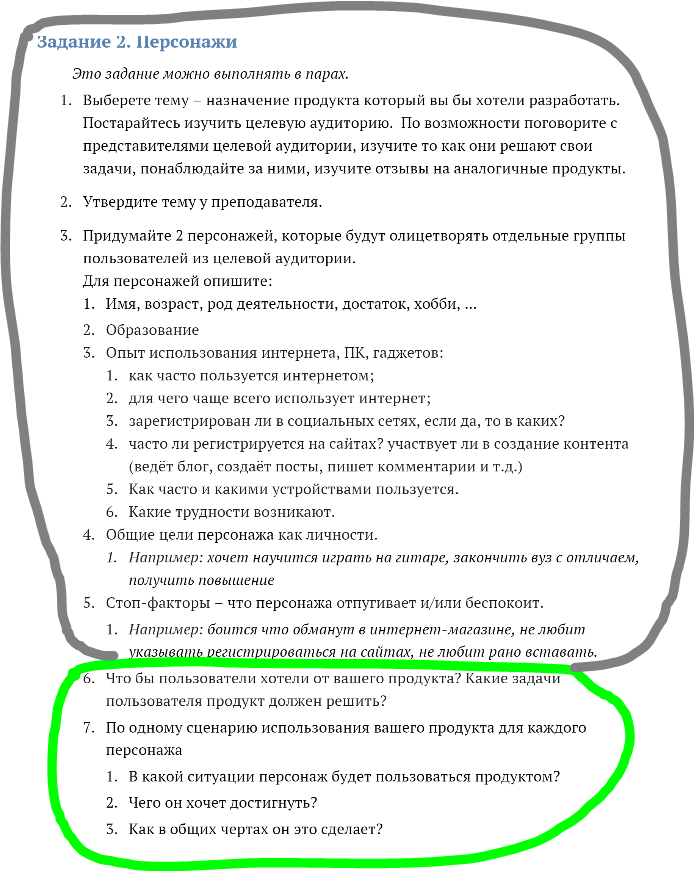 Задание 2. Персонажи
Это задание можно выполнять в парах.
1. Выберете тему – назначение продукта который вы бы хотели разработать.
Постарайтесь изучить целевую аудиторию. По возможности поговорите с
представителями целевой аудитории, изучите то как они решают свои
задачи, понаблюдайте за ними, изучите отзывы на аналогичные продукты.
2. Утвердите тему у преподавателя.
3. Придумайте 2 персонажей, которые будут олицетворять отдельные группы
пользователей из целевой аудитории.
Для персонажей опишите:
1. Имя, возраст, род деятельности, достаток, хобби, ...
2. Образование
3. Опыт использования интернета, ПК, гаджетов:
1. как часто пользуется интернетом;
2. для чего чаще всего использует интернет;
3. зарегистрирован ли в социальных сетях, если да, то в каких?
4. часто ли регистрируется на сайтах? участвует ли в создание контента
(ведёт блог, создаёт посты, пишет комментарии и т.д.)
5. Как часто и какими устройствами пользуется.
6. Какие трудности возникают.
4. Общие цели персонажа как личности.
1. Например: хочет научится играть на гитаре, закончить вуз с отличаем,
получить повышение
5. Стоп-факторы – что персонажа отпугивает и/или беспокоит.
1. Например: боится что обманут в интернет-магазине, не любит
указывать регистрироваться на сайтах, не любит рано вставать.
6. Что бы пользователи хотели от вашего продукта? Какие задачи
пользователя продукт должен решить?
7. По одному сценарию использования вашего продукта для каждого
персонажа
1. В какой ситуации персонаж будет пользоваться продуктом?
2. Чего он хочет достигнуть?
3. Как в общих чертах он это сделает?